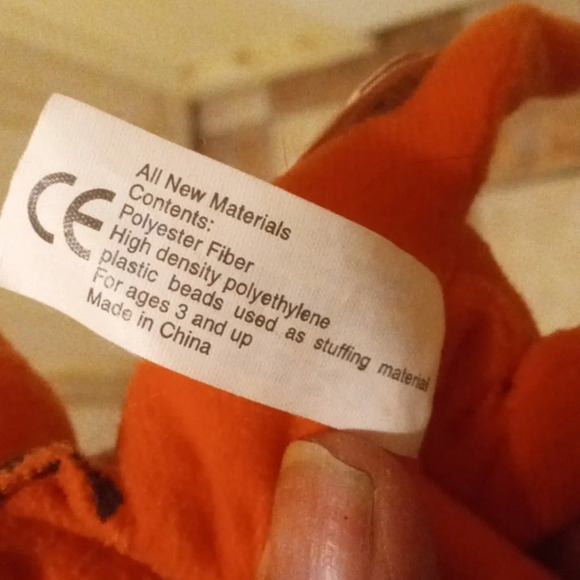 CE
All New Materials
Contents:
Polyester Fiber
High density polyethylene
plastic beads used as stuffing material
For ages 3 and up
Made in China